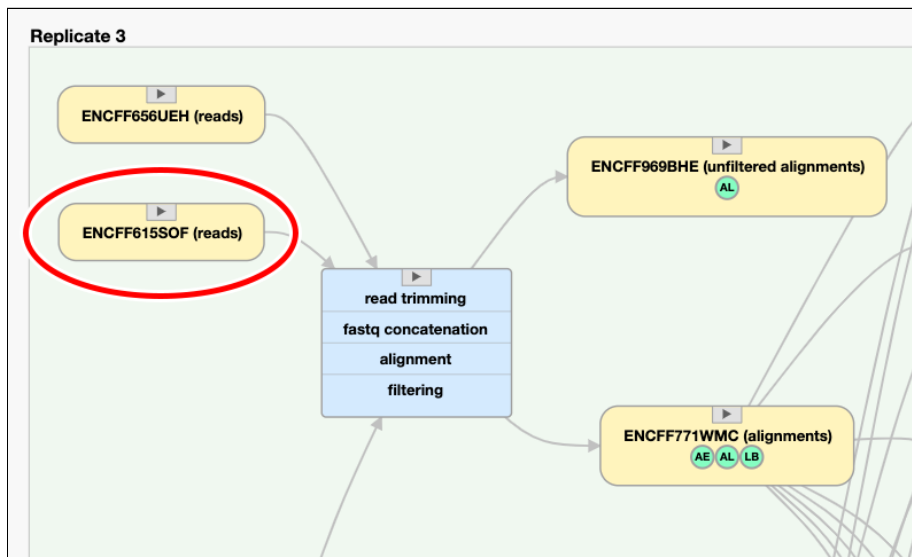 Replicate 3
ENCFF656UEH (reads)
ENCFF969BHE (unfiltered alignments)
AL
ENCFF615SOF (reads)
read trimming
fastq concatenation
alignment
filtering
ENCFF771WMC (alignments)
AE AL LB